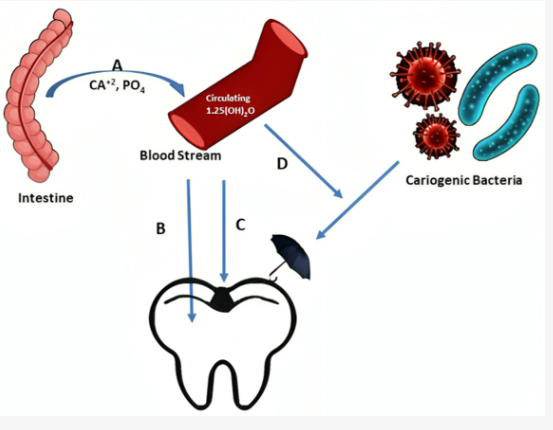 A
CA⁺², PO₄
Circulating
1.25(OH)₂O
Blood Stream
Intestine
D
Cariogenic Bacteria
B
C